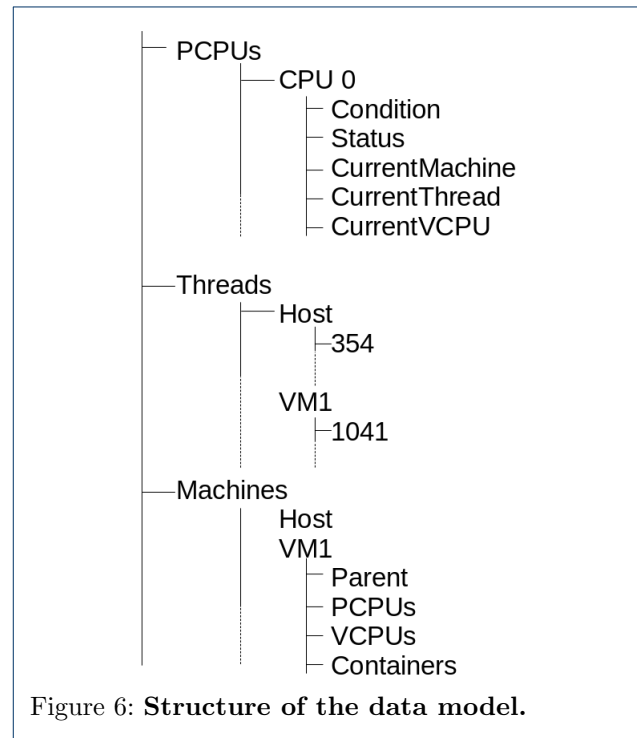 PCPUs
CPU 0
Condition
Status
CurrentMachine
CurrentThread
CurrentVCPU
Threads
Host
354
VM1
1041
Machines
Host
VM1
Parent
PCPUs
VCPUs
Containers
Figure 6: Structure of the data model.